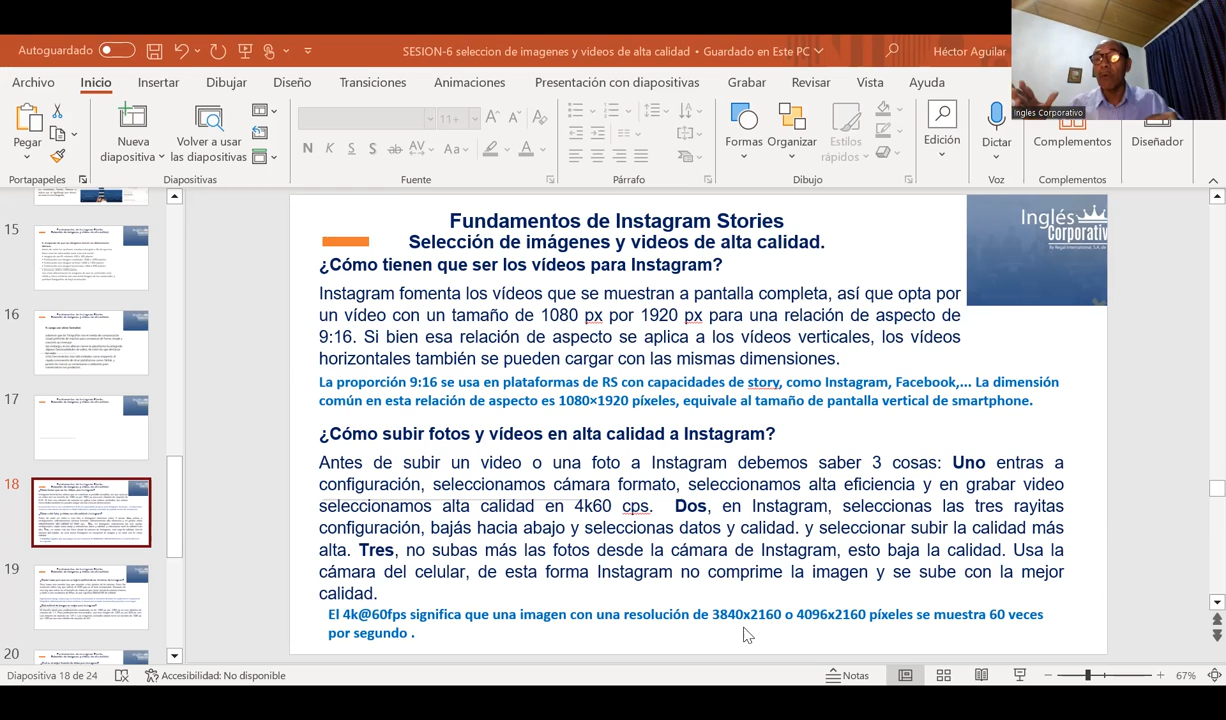 Autoguardado
SESION-6 seleccion de imagenes y videos de alta calidad • Guardado en Este PC
Héctor Aguilar
Archivo Inicio Insertar Dibujar Diseño Transiciones Animaciones Presentación con diapositivas Grabar Revisar Vista Ayuda
Ingles Corporativo
11+
Pegar
Nueva diapositiva
Volver a usar las diapositivas
N K S S ab AV Aa A
Formas Organizar Estilos rápidos
Edición
Dictar
Complementos
Diseñador
Portapapeles Diapositivas Fuente Párrafo Dibujo Voz Complementos
15
16
17
18
19
20
Fundamentos de Instagram Stories
Selección de imágenes y videos de alta calidad.
Inglés
Corporativ
¿Cómo tienen que ser los vídeos para Instagram?
Instagram fomenta los vídeos que se muestran a pantalla completa, así que opta por
un vídeo con un tamaño de 1080 px por 1920 px para una relación de aspecto de
9:16. Si bien esa relación de aspecto se aplica a los vídeos verticales, los vídeos
horizontales también se pueden cargar con las mismas dimensiones.
La proporción 9:16 se usa en plataformas de RS con capacidades de story, como Instagram, Facebook,... La dimensión
común en esta relación de aspecto es 1080×1920 píxeles, equivale al tamaño de pantalla vertical de smartphone.
¿Cómo subir fotos y vídeos en alta calidad a Instagram?
Antes de subir un video o una foto a Instagram debemos saber 3 cosas: Uno entras a
configuración, seleccionamos cámara formato, seleccionamos alta eficiencia y en grabar video
seleccionamos alta calidad en 4k60 cps. Dos, en Instagram, seleccionas las tres rayitas
configuración, bajás hasta abajo y seleccionas datos y calidad. y seleccionar subir la calidad más
alta. Tres, no subas más las fotos desde la cámara de Instagram, esto baja la calidad. Usa la
cámara del celular, de esta forma Instagram no comprime la imagen y se sube con la mejor
calidad.
El 4k@60fps significa que una imagen con una resolución de 3840x2160 o 4096x2160 píxeles se muestra 60 veces
por segundo .
Diapositiva 18 de 24
Accesibilidad: No disponible
Notas
67%